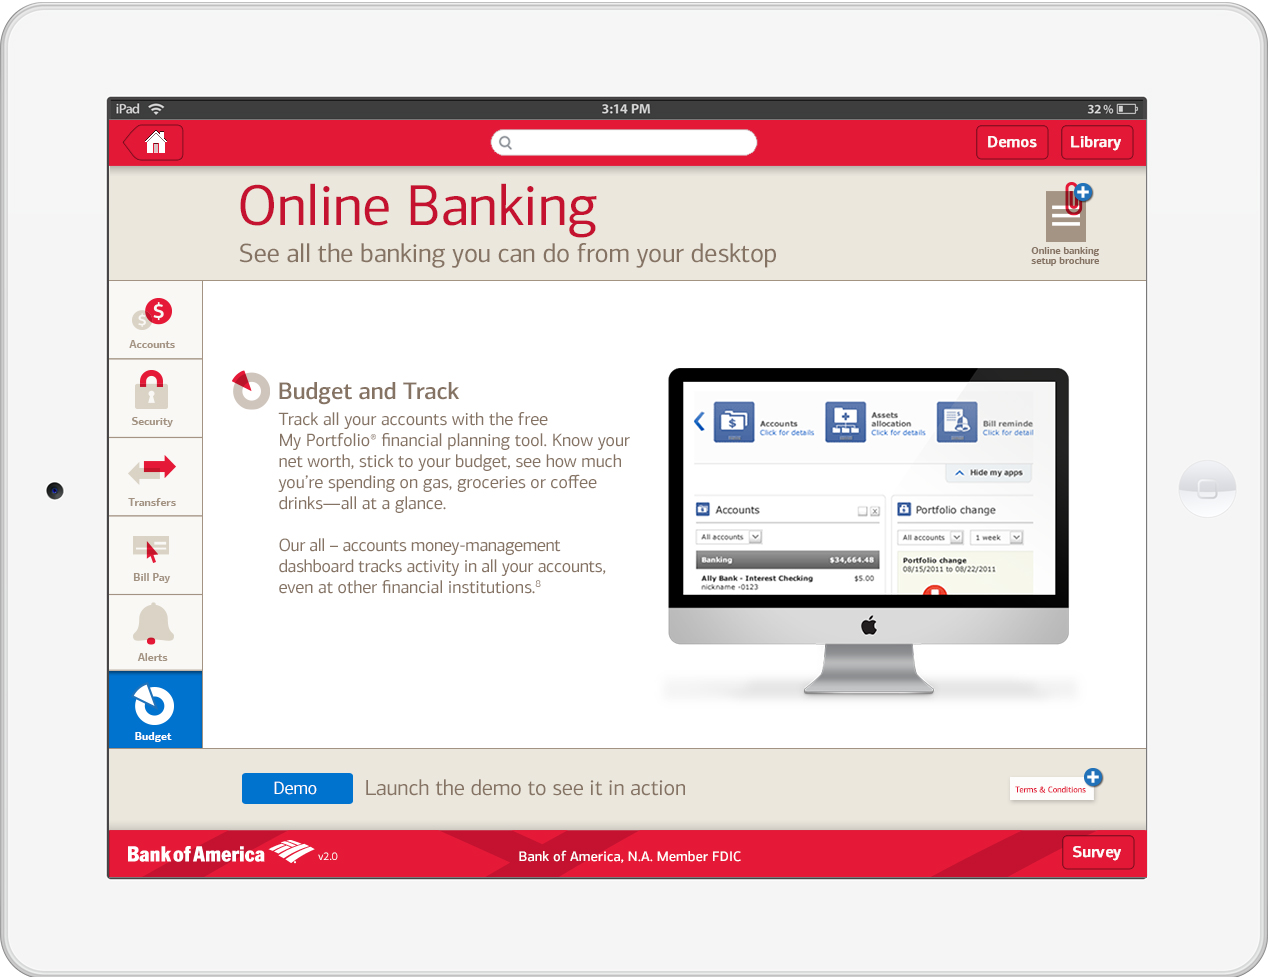 iPad
3:14 PM
32 %
Demos
Library
Online Banking
See all the banking you can do from your desktop
Online banking
setup brochure
Accounts
Security
Transfers
Bill Pay
Alerts
Budget
Budget and Track
Track all your accounts with the free
My Portfolio® financial planning tool. Know your
net worth, stick to your budget, see how much
you're spending on gas, groceries or coffee
drinks—all at a glance.
Our all – accounts money-management
dashboard tracks activity in all your accounts,
even at other financial institutions.8
Accounts
Click for details
Assets
allocation
Click for details
Bill reminde
Click for detail
Hide my apps
Accounts
All accounts
Banking $34,664.48
Ally Bank - Interest Checking $5.00
nickname -0123
Portfolio change
All accounts
1 week
Portfolio change
08/15/2011 to 08/22/2011
Demo
Launch the demo to see it in action
Terms & Conditions
Bank of America
v2.0
Bank of America, N.A. Member FDIC
Survey